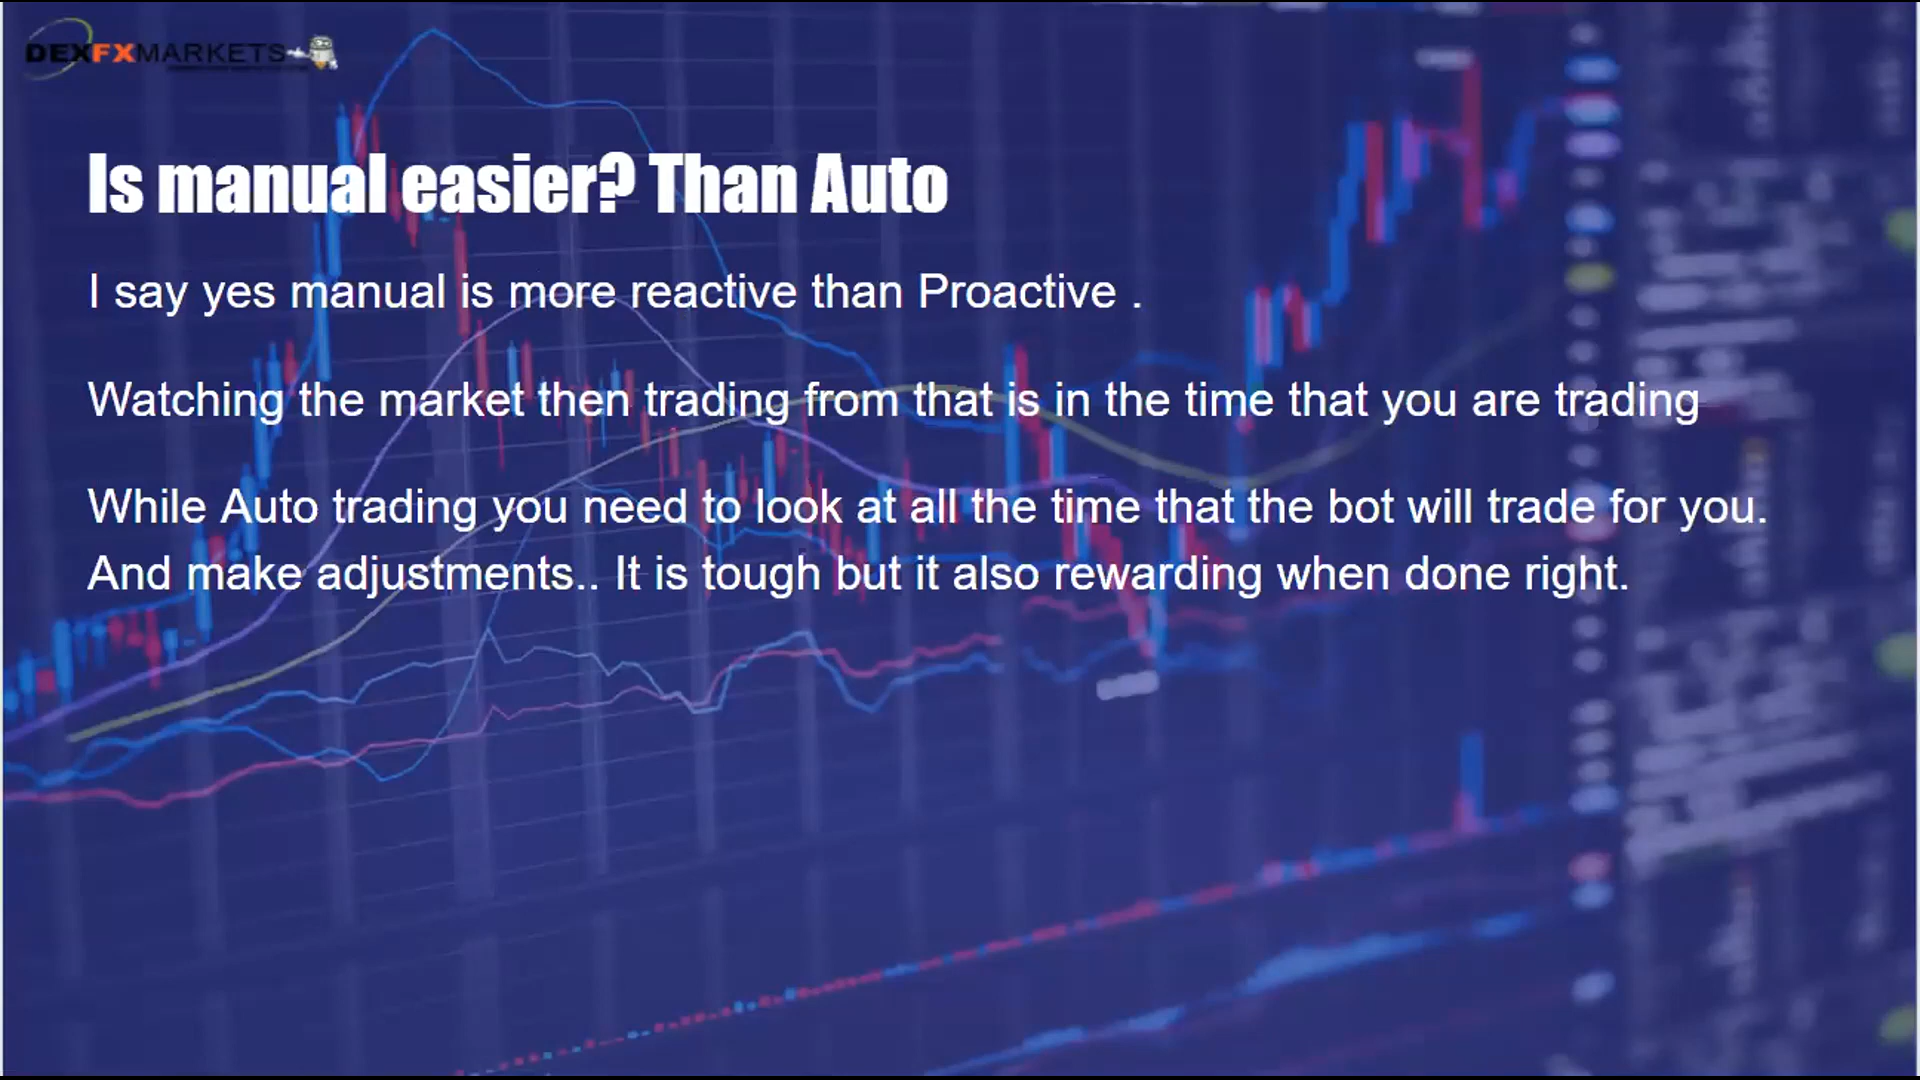 DEXFXMARKETS
Is manual easier? Than Auto
I say yes manual is more reactive than Proactive .
Watching the market then trading from that is in the time that you are trading
While Auto trading you need to look at all the time that the bot will trade for you.
And make adjustments.. It is tough but it also rewarding when done right.